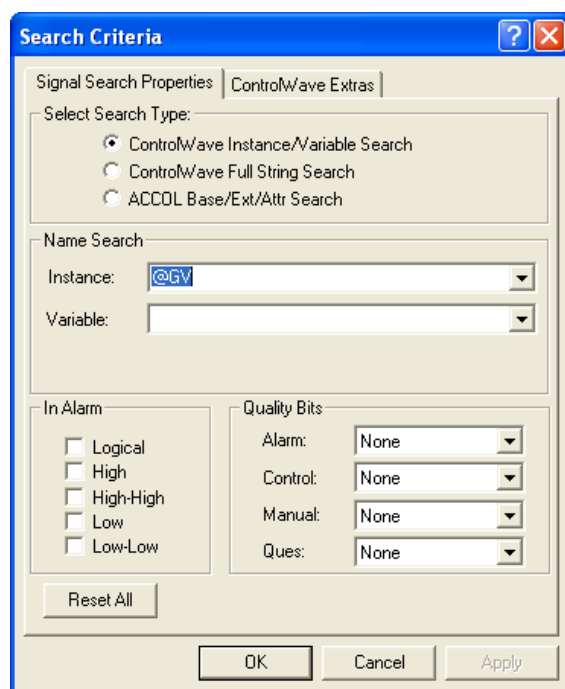 Search Criteria
Signal Search Properties
ControlWave Extras
Select Search Type:
ControlWave Instance/Variable Search
ControlWave Full String Search
ACCOL Base/Ext/Attr Search
Name Search
Instance: @GV
Variable:
In Alarm
Logical
High
High-High
Low
Low-Low
Quality Bits
Alarm: None
Control: None
Manual: None
Ques: None
Reset All
OK Cancel Apply